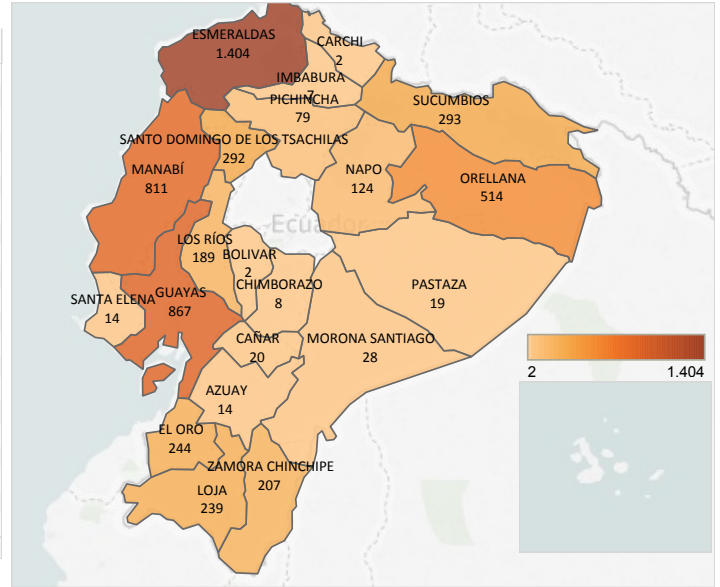 ESMERALDAS
1.404
CARCHI
2
IMBABURA
7
PICHINCHA
79
SUCUMBIOS
293
SANTO DOMINGO DE LOS TSACHILAS
292
MANABÍ
811
NAPO
124
ORELLANA
514
Ecuador
LOS RÍOS
189
BOLIVAR
2
CHIMBORAZO
8
PASTAZA
19
SANTA ELENA
14
GUAYAS
867
CAÑAR
20
MORONA SANTIAGO
28
2
1.404
AZUAY
14
EL ORO
244
ZAMORA CHINCHIPE
207
LOJA
239